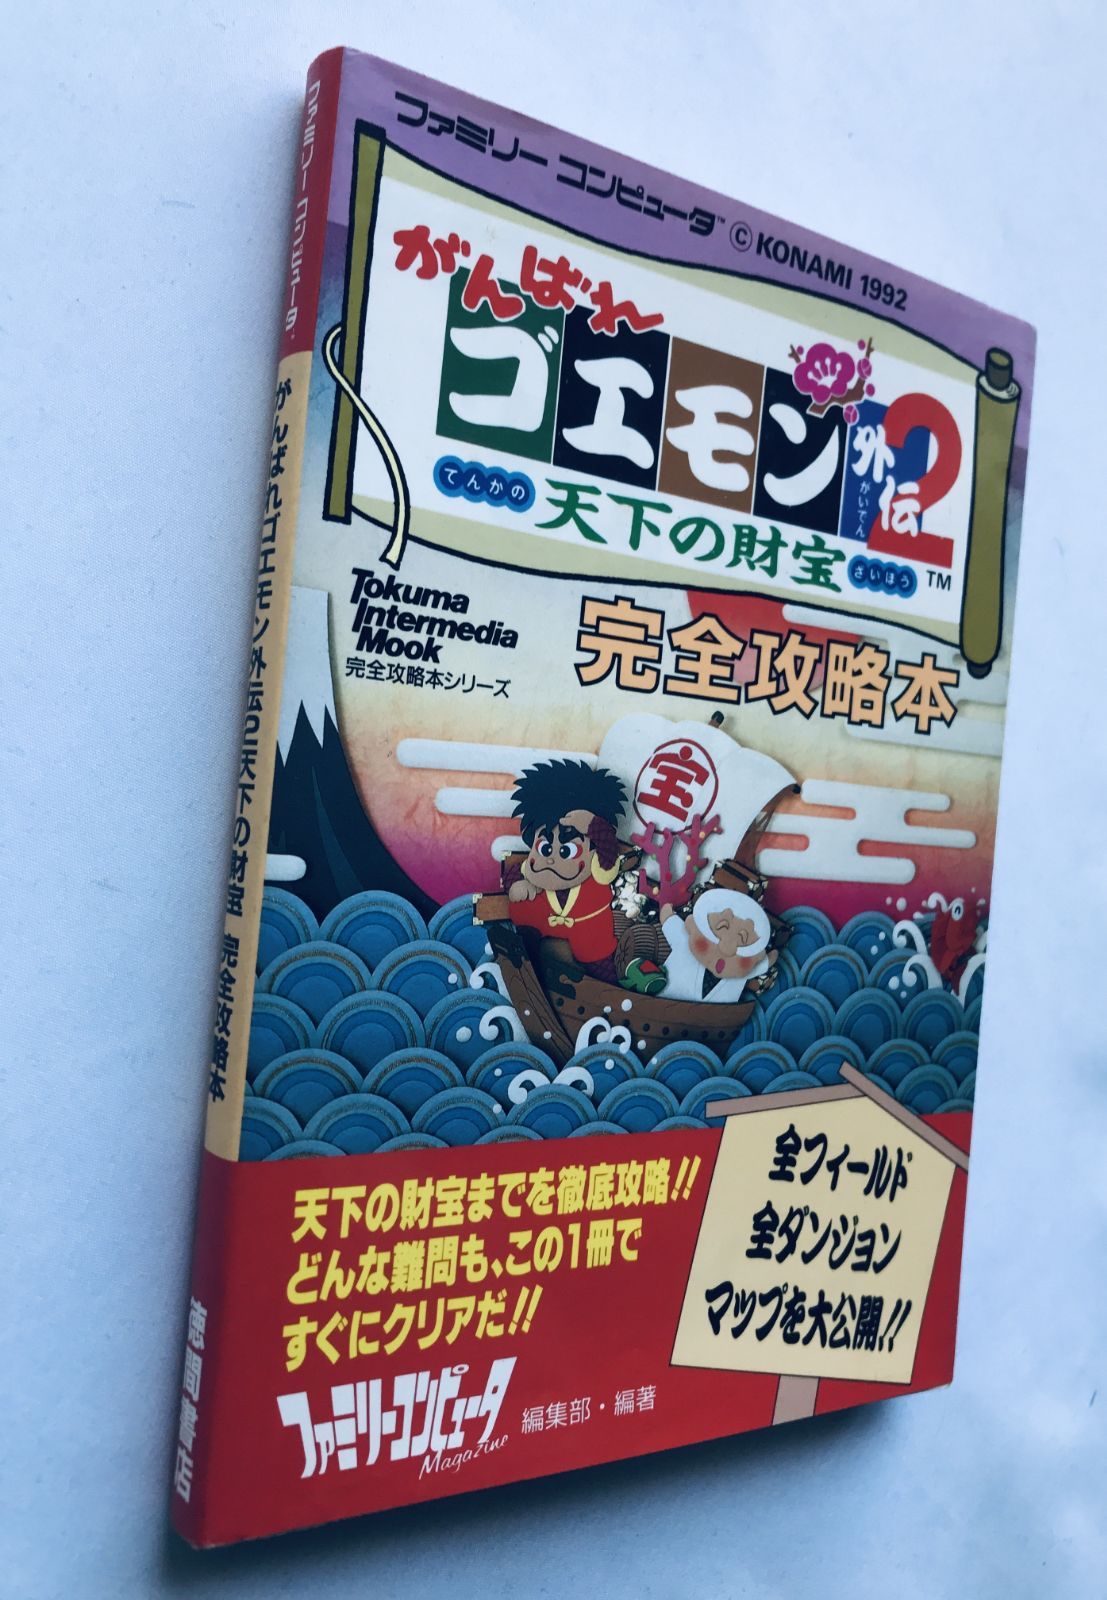 ファミリー コンピュータ™ © KONAMI 1992
がんばれ
ゴエモン
外伝2
がいでん
てんかの
天下の財宝
ざいほう
TM
Tokuma
Intermedia
Mook
完全攻略本シリーズ
完全攻略本
宝
全フィールド
全ダンジョン
マップを大公開!!
天下の財宝までを徹底攻略!!
どんな難問も、この1冊で
すぐにクリアだ!!
ファミリーコンピュータ
Magazine
編集部・編著
ファミリー コンピュータ
がんばれゴエモン外伝2天下の財宝 完全攻略本
徳間書店